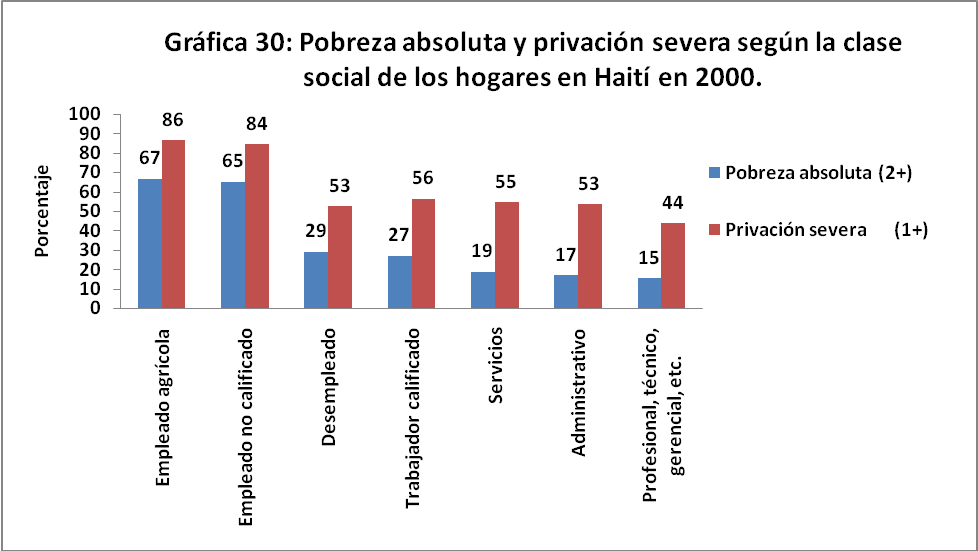 Gráfica 30: Pobreza absoluta y privación severa según la clase
social de los hogares en Haití en 2000.
Porcentaje
100
90
80
70
60
50
40
30
20
10
0
67
86
65
84
29
53
27
56
19
55
17
53
15
44
Pobreza absoluta (2+)
Privación severa (1+)
Empleado agrícola
Empleado no calificado
Desempleado
Trabajador calificado
Servicios
Administrativo
Profesional, técnico,
gerencial, etc.